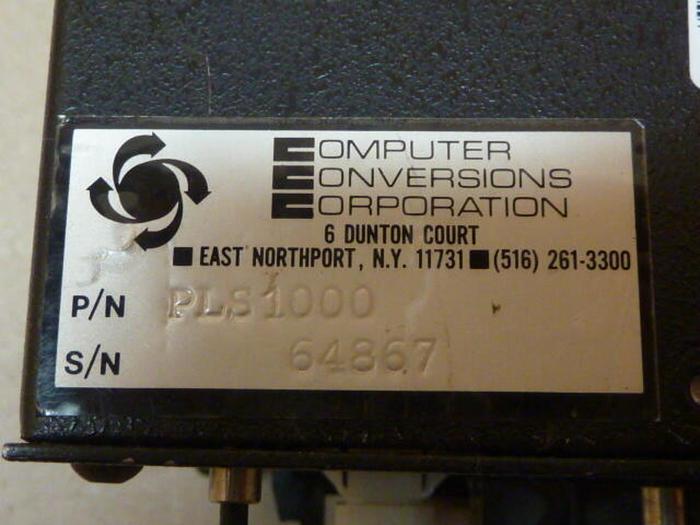 COMPUTER
CONVERSIONS
CORPORATION
6 DUNTON COURT
■ EAST NORTHPORT, N.Y. 11731 ■ (516) 261-3300
P/N PLS1000
S/N 64867